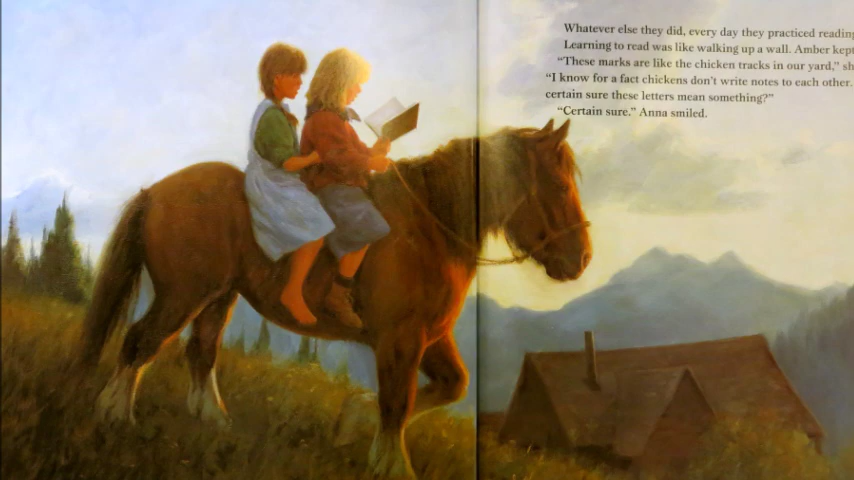 Whatever else they did, every day they practiced reading
Learning to read was like walking up a wall. Amber kept
“These marks are like the chicken tracks in our yard,” sh
“I know for a fact chickens don’t write notes to each other.
certain sure these letters mean something?”
“Certain sure.” Anna smiled.